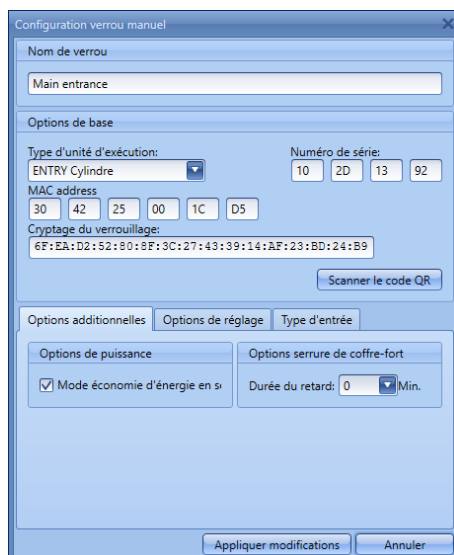 Configuration verrou manuel
Nom de verrou
Main entrance
Options de base
Type d'unité d'exécution: Numéro de série:
ENTRY Cylindre 10 2D 13 92
MAC address
30 42 25 00 1C D5
Cryptage du verrouillage:
6F:EA:D2:52:80:8F:3C:27:43:39:14:AF:23:BD:24:B9
Scanner le code QR
Options additionnelles Options de réglage Type d'entrée
Options de puissance Options serrure de coffre-fort
Mode économie d'énergie en Durée du retard: 0 Min.
Appliquer modifications Annuler